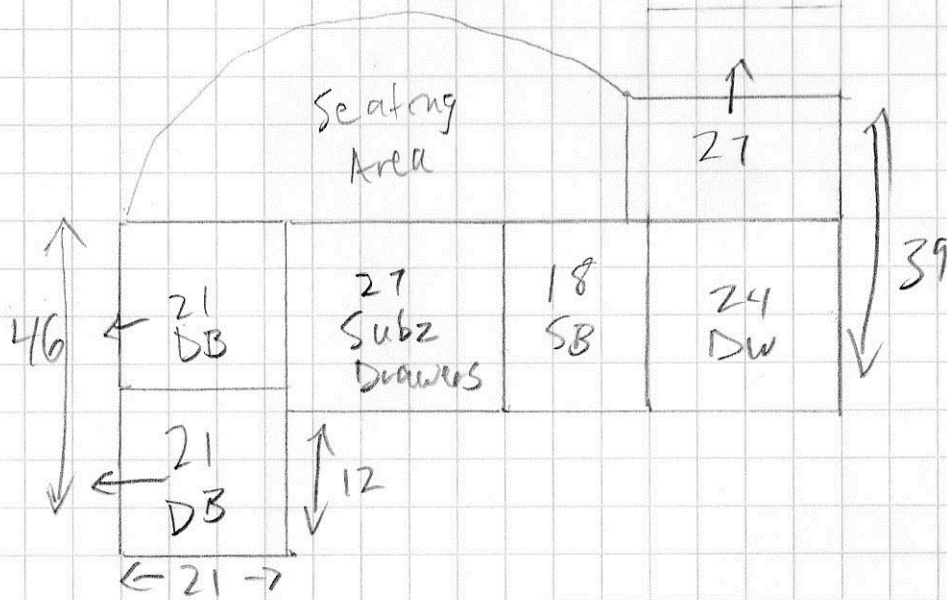 Seating
Area
27
39
46
21
DB
27
Subz
Drawers
18
SB
24
DW
21
DB
12
21